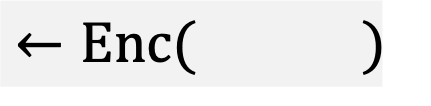 ← Enc( )